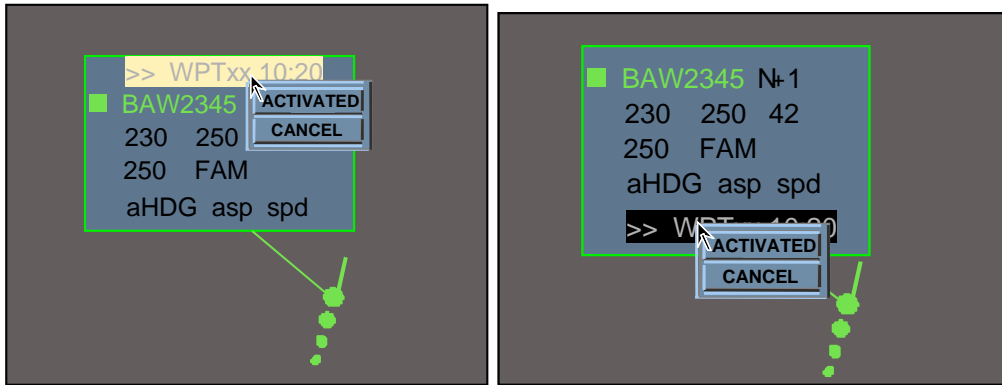 >> WPTxx 10:20
BAW2345
230 250
250 FAM
aHDG asp spd
ACTIVATED
CANCEL
BAW2345 N+1
230 250 42
250 FAM
aHDG asp spd
>>
ACTIVATED
CANCEL